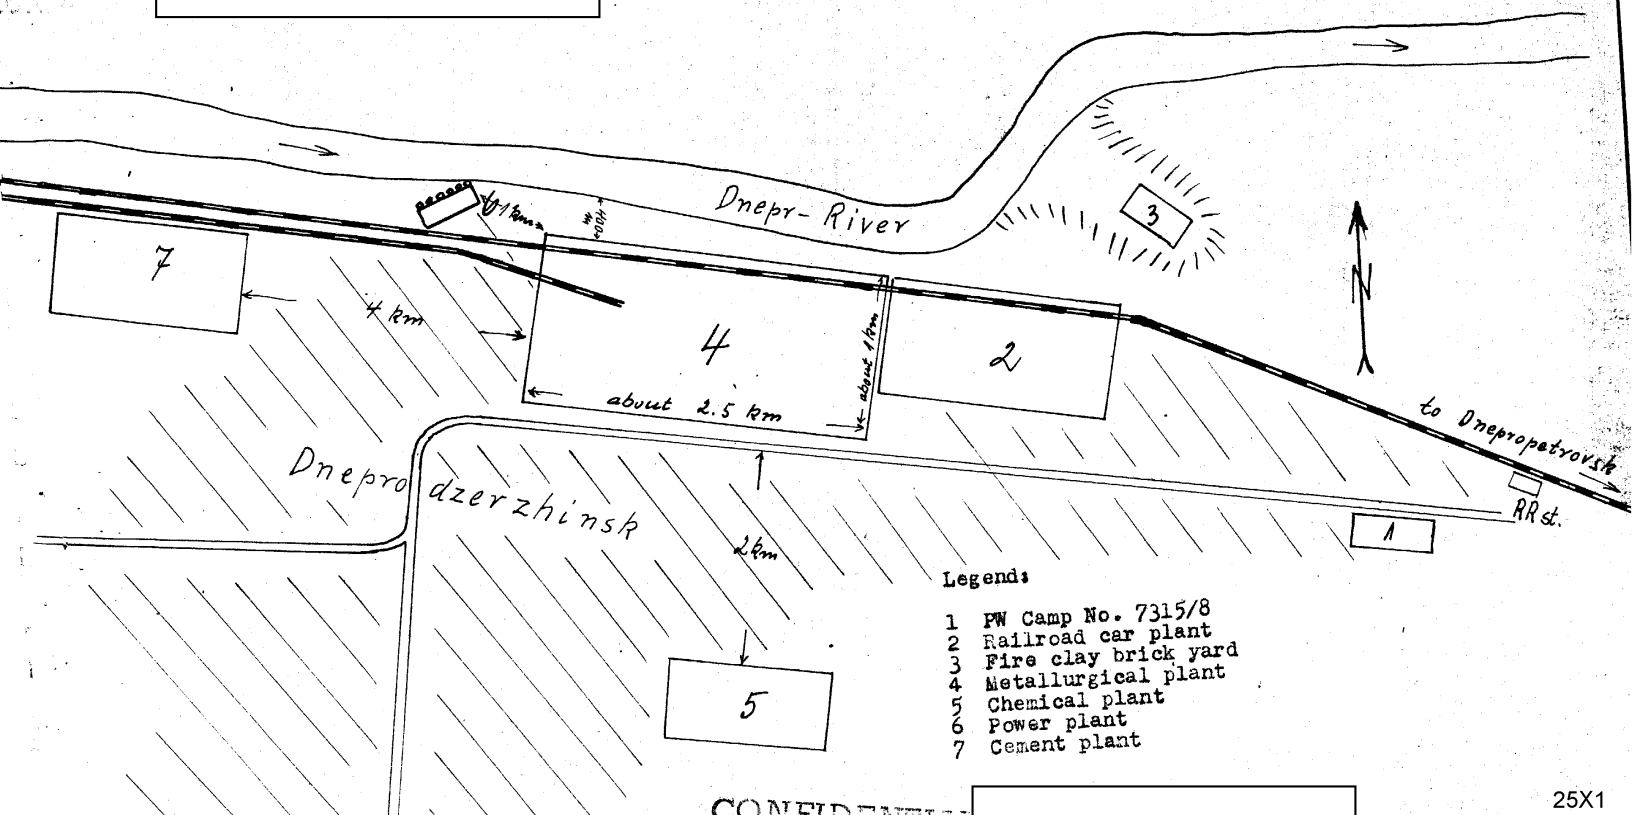 Dnepr-River
3
7
6
1 km
400
m
N
4 km
4
2
about 1 km
about 2.5 km
to Dnepropetrovsk
Dneprodzerzhinsk
RR st.
1
2 km
5
Legend:
1 PW Camp No. 7315/8
2 Railroad car plant
3 Fire clay brick yard
4 Metallurgical plant
5 Chemical plant
6 Power plant
7 Cement plant
25X1